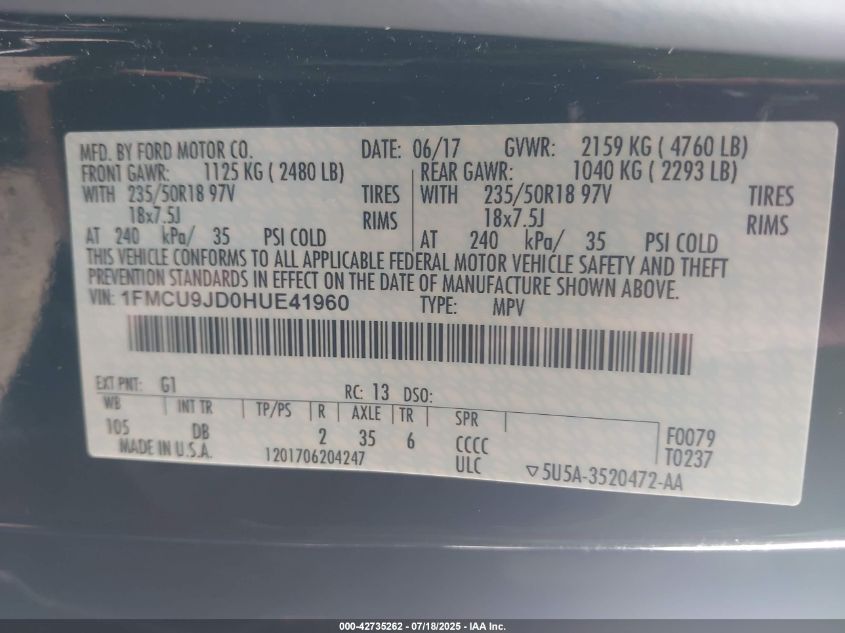 MFD. BY FORD MOTOR CO. DATE: 06/17 GVWR: 2159 KG ( 4760 LB)
FRONT GAWR: 1125 KG ( 2480 LB) REAR GAWR: 1040 KG ( 2293 LB)
WITH 235/50R18 97V TIRES WITH 235/50R18 97V TIRES
18x7.5J RIMS 18x7.5J RIMS
AT 240 kPa/ 35 PSI COLD AT 240 kPa/ 35 PSI COLD
THIS VEHICLE CONFORMS TO ALL APPLICABLE FEDERAL MOTOR VEHICLE SAFETY AND THEFT
PREVENTION STANDARDS IN EFFECT ON THE DATE OF MANUFACTURE SHOWN ABOVE.
VIN: 1FMCU9JD0HUE41960 TYPE: MPV
EXT PNT: G1 RC: 13 DSO:
WB INT TR TP/PS R AXLE TR SPR
105 DB 2 35 6 CCCC F0079
MADE IN U.S.A. 1201706204247 ULC T0237
▽5U5A-3520472-AA
000-42735262 - 07/18/2025 - IAA Inc.